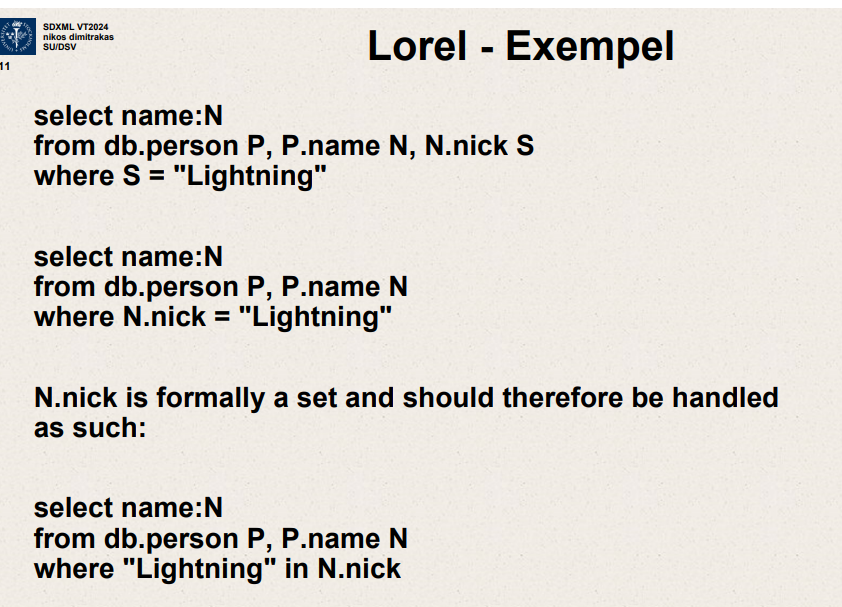 SDXML VT2024
nikos dimitrakas
SU/DSV
11
Lorel - Exempel
select name:N
from db.person P, P.name N, N.nick S
where S = "Lightning"
select name:N
from db.person P, P.name N
where N.nick = "Lightning"
N.nick is formally a set and should therefore be handled
as such:
select name:N
from db.person P, P.name N
where "Lightning" in N.nick